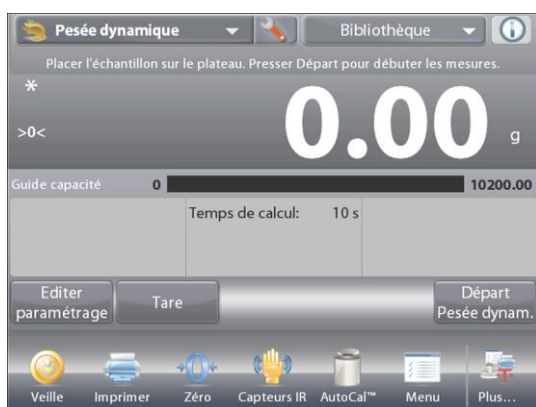 Pesée dynamique Bibliothèque
Placer l'échantillon sur le plateau. Presser Départ pour débuter les mesures.
*
>0< 0.00 g
Guide capacité 0 10200.00
Temps de calcul: 10 s
Editer paramétrage
Tare
Départ Pesée dynam.
Veille Imprimer Zéro Capteurs IR AutoCal™ Menu Plus...